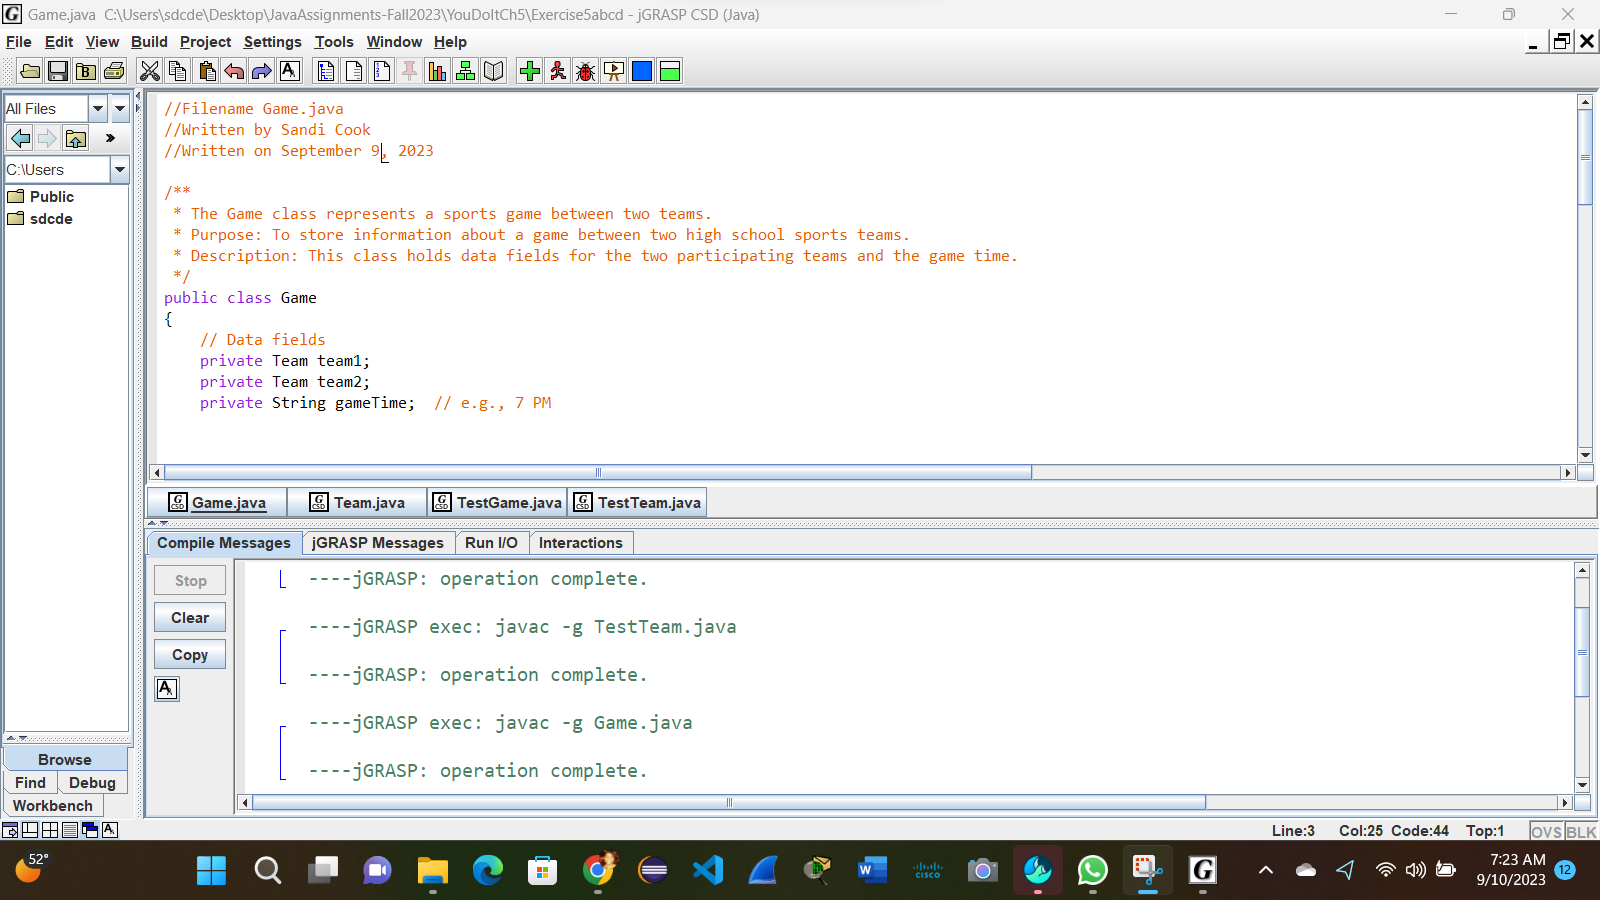 Game.java  C:\Users\sdcde\Desktop\JavaAssignments-Fall2023\YouDoItCh5\Exercise5abcd - jGRASP CSD (Java)
File Edit View Build Project Settings Tools Window Help
All Files
C:\Users
Public
sdcde
//Filename Game.java
//Written by Sandi Cook
//Written on September 9, 2023
/**
* The Game class represents a sports game between two teams.
* Purpose: To store information about a game between two high school sports teams.
* Description: This class holds data fields for the two participating teams and the game time.
*/
public class Game
{
// Data fields
private Team team1;
private Team team2;
private String gameTime;  // e.g., 7 PM
Game.java Team.java TestGame.java TestTeam.java
Compile Messages jGRASP Messages Run I/O Interactions
Stop
Clear
Copy
----jGRASP: operation complete.
----jGRASP exec: javac -g TestTeam.java
----jGRASP: operation complete.
----jGRASP exec: javac -g Game.java
----jGRASP: operation complete.
Browse
Find Debug
Workbench
Line:3 Col:25 Code:44 Top:1 OVS BLK
52°
cisco
7:23 AM
9/10/2023
12